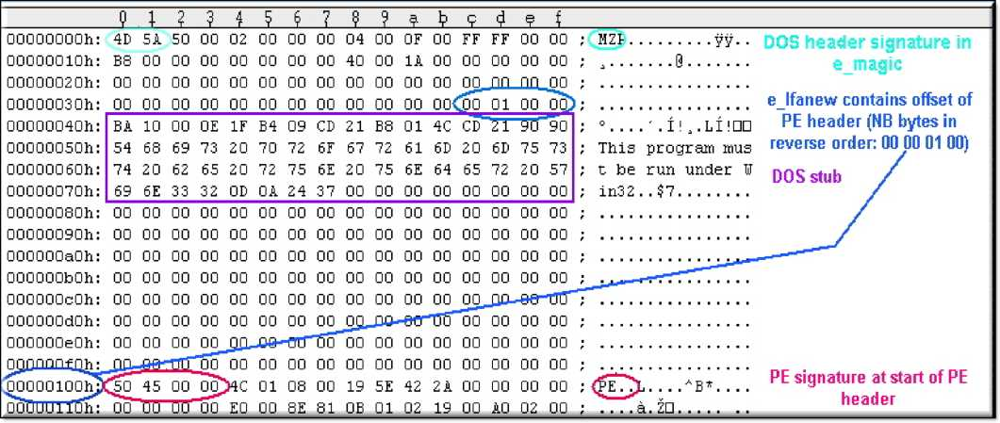 0 1 2 3 4 5 6 7 8 9 a b c d e f
00000000h: 4D 5A 50 00 02 00 00 00 04 00 0F 00 FF FF 00 00 ; MZP.........ÿÿ..
DOS header signature in
e_magic
00000010h: B8 00 00 00 00 00 00 00 40 00 1A 00 00 00 00 00 ; ¸.......@.......
00000020h: 00 00 00 00 00 00 00 00 00 00 00 00 00 00 00 00 ; ................
00000030h: 00 00 00 00 00 00 00 00 00 00 00 00 00 01 00 00 ; ................
e_lfanew contains offset of
PE header (NB bytes in
reverse order: 00 00 01 00)
00000040h: BA 10 00 0E 1F B4 09 CD 21 B8 01 4C CD 21 90 90 ; º....´.Í!¸.LÍ!□□
00000050h: 54 68 69 73 20 70 72 6F 67 72 61 6D 20 6D 75 73 ; This program mus
00000060h: 74 20 62 65 20 72 75 6E 20 75 6E 64 65 72 20 57 ; t be run under W
DOS stub
00000070h: 69 6E 33 32 0D 0A 24 37 00 00 00 00 00 00 00 00 ; in32..$7........
00000080h: 00 00 00 00 00 00 00 00 00 00 00 00 00 00 00 00 ; ................
00000090h: 00 00 00 00 00 00 00 00 00 00 00 00 00 00 00 00 ; ................
000000a0h: 00 00 00 00 00 00 00 00 00 00 00 00 00 00 00 00 ; ................
000000b0h: 00 00 00 00 00 00 00 00 00 00 00 00 00 00 00 00 ; ................
000000c0h: 00 00 00 00 00 00 00 00 00 00 00 00 00 00 00 00 ; ................
000000d0h: 00 00 00 00 00 00 00 00 00 00 00 00 00 00 00 00 ; ................
000000e0h: 00 00 00 00 00 00 00 00 00 00 00 00 00 00 00 00 ; ................
000000f0h: 00 00 00 00 00 00 00 00 00 00 00 00 00 00 00 00 ; ................
00000100h: 50 45 00 00 4C 01 08 00 19 5E 42 2A 00 00 00 00 ; PE..L....^B*....
PE signature at start of PE
header
00000110h: 00 00 00 00 E0 00 8E 81 0B 01 02 19 00 A0 02 00 ; ....à.Ž□..... ..